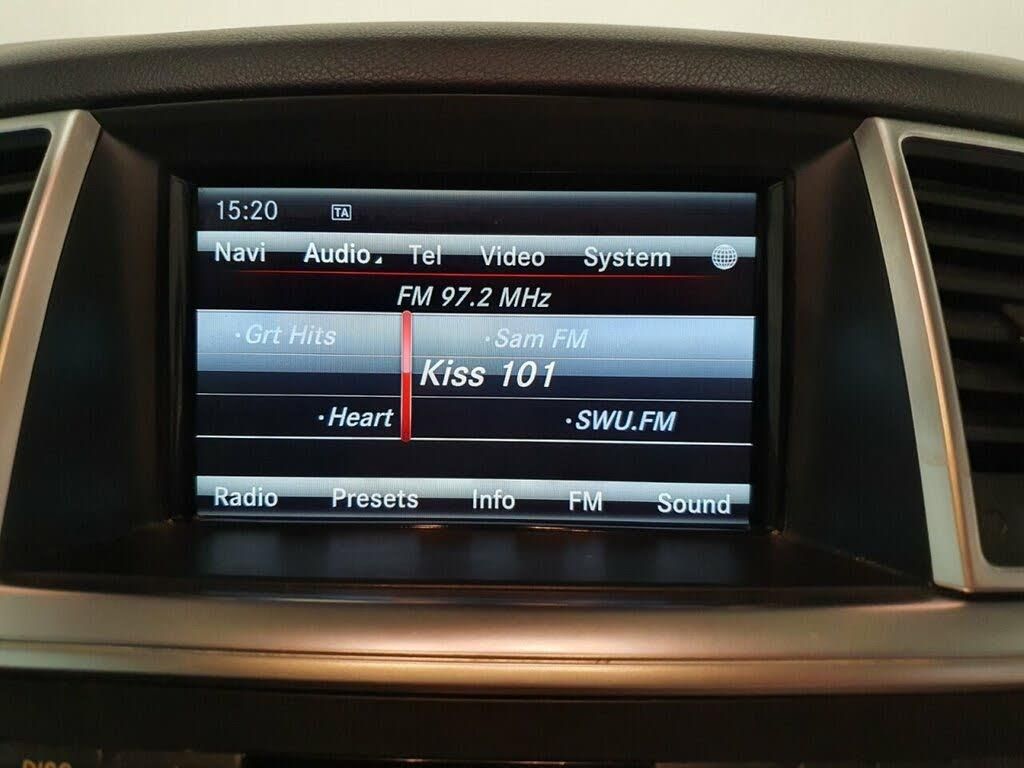 15:20 TA
Navi Audio Tel Video System
FM 97.2 MHz
·Grt Hits ·Sam FM
Kiss 101
·Heart ·SWU.FM
Radio Presets Info FM Sound
DISC